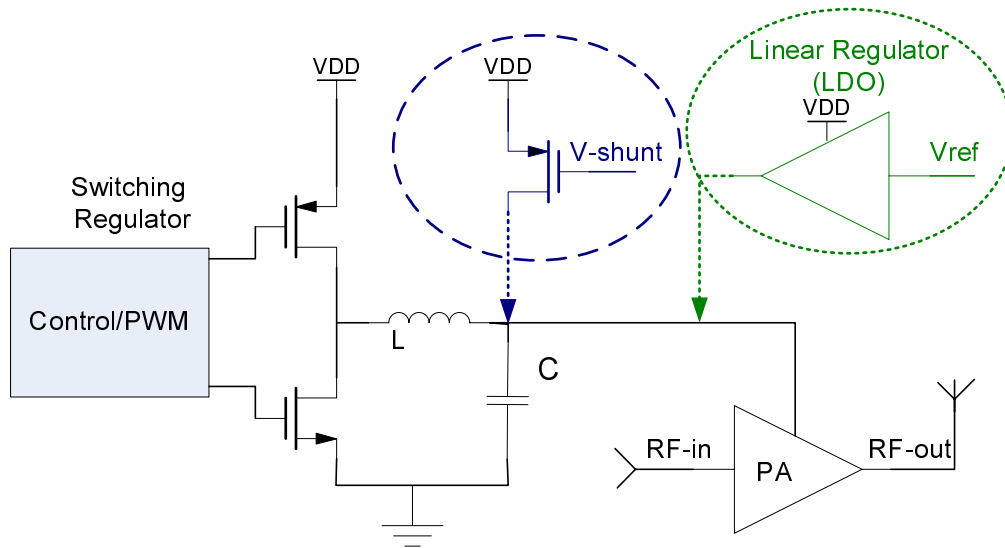 Linear Regulator
(LDO)
VDD
VDD
VDD
V-shunt
Vref
Switching
Regulator
Control/PWM
L
C
RF-in
PA
RF-out